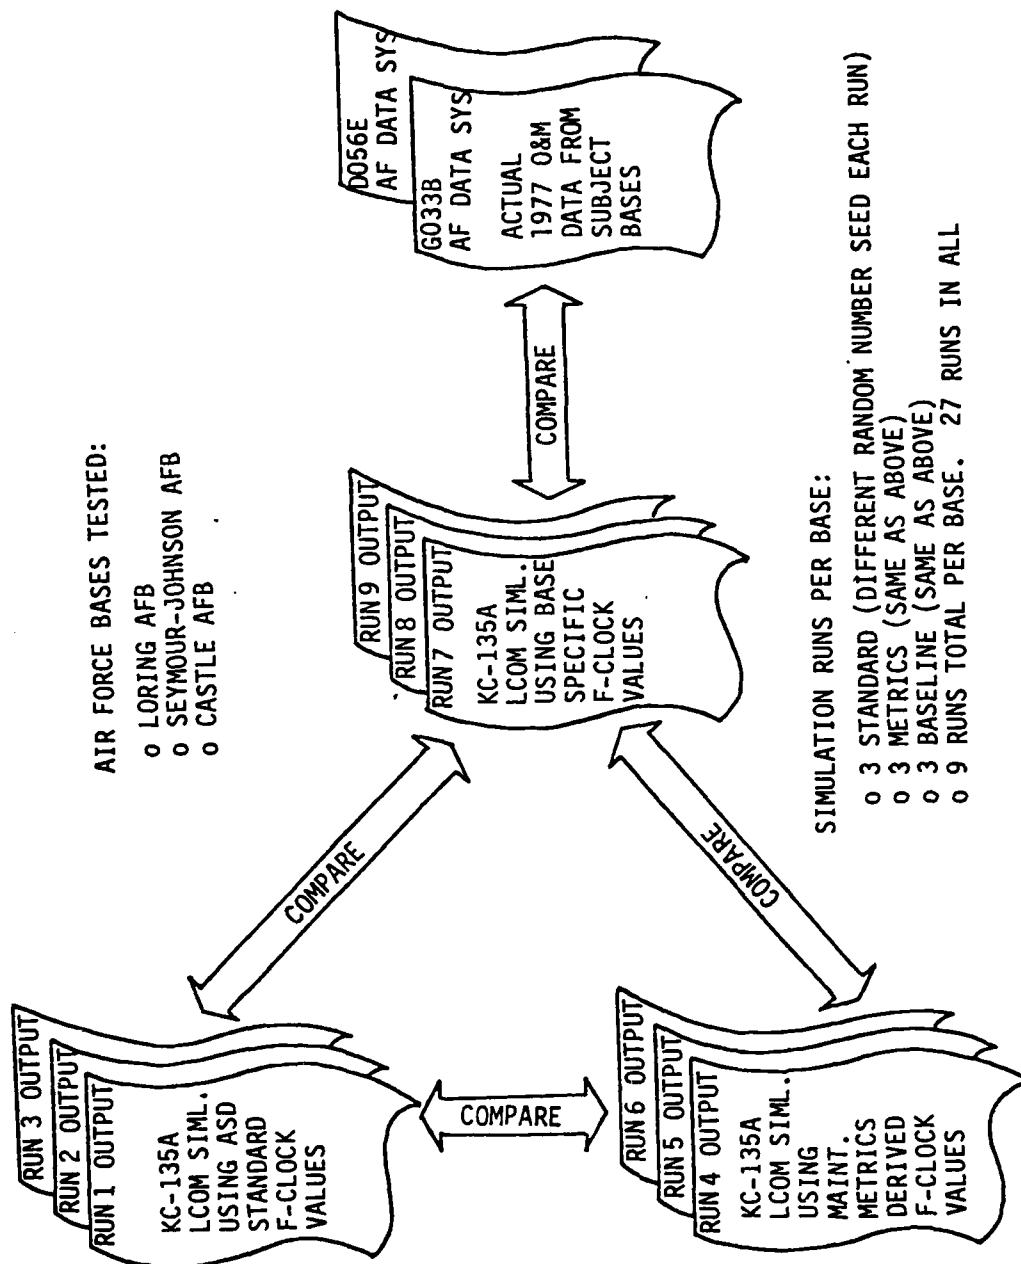 RUN 3 OUTPUT
RUN 2 OUTPUT
RUN 1 OUTPUT
KC-135A
LCOM SIML.
USING ASD
STANDARD
F-CLOCK
VALUES
COMPARE
RUN 6 OUTPUT
RUN 5 OUTPUT
RUN 4 OUTPUT
KC-135A
LCOM SIML.
USING
MAINT.
METRICS
DERIVED
F-CLOCK
VALUES
COMPARE
COMPARE
AIR FORCE BASES TESTED:
o LORING AFB
o SEYMOUR-JOHNSON AFB
o CASTLE AFB
RUN 9 OUTPUT
RUN 8 OUTPUT
RUN 7 OUTPUT
KC-135A
LCOM SIML.
USING BASE
SPECIFIC
F-CLOCK
VALUES
COMPARE
DO56E
AF DATA SYS
GO33B
AF DATA SYS
ACTUAL
1977 O&M
DATA FROM
SUBJECT
BASES
SIMULATION RUNS PER BASE:
o 3 STANDARD (DIFFERENT RANDOM NUMBER SEED EACH RUN)
o 3 METRICS (SAME AS ABOVE)
o 3 BASELINE (SAME AS ABOVE)
o 9 RUNS TOTAL PER BASE. 27 RUNS IN ALL